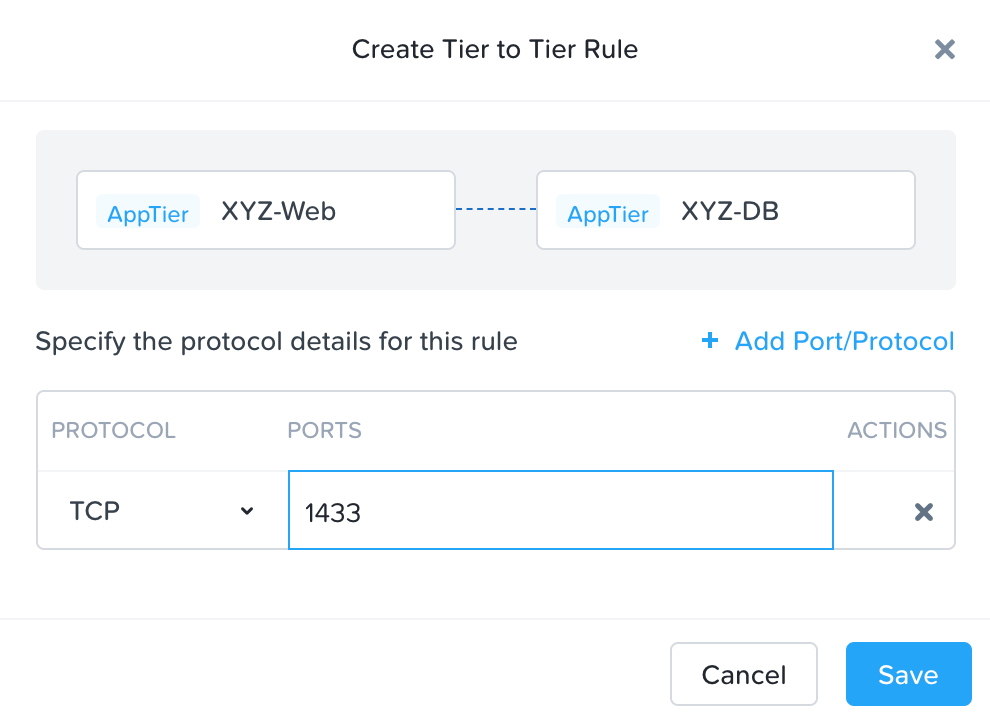 Create Tier to Tier Rule
AppTier XYZ-Web AppTier XYZ-DB
Specify the protocol details for this rule + Add Port/Protocol
PROTOCOL PORTS ACTIONS
TCP 1433
Cancel Save